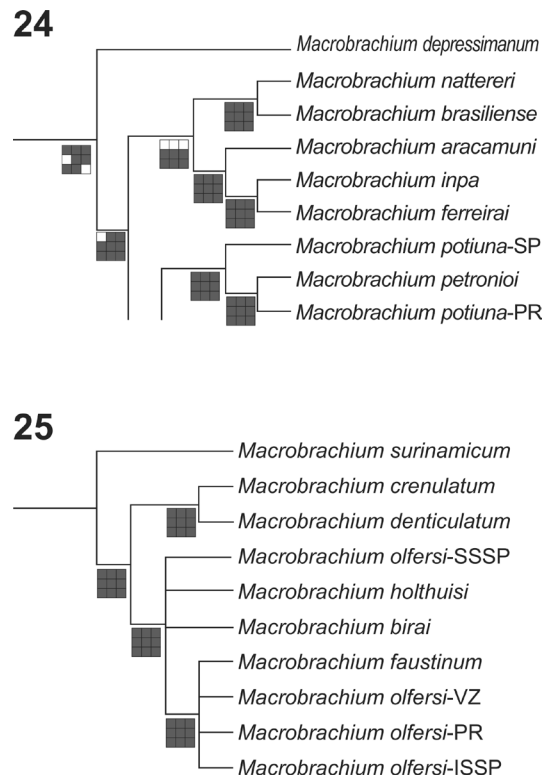 24
Macrobrachium depressimanum
Macrobrachium nattereri
Macrobrachium brasiliense
Macrobrachium aracamuni
Macrobrachium inpa
Macrobrachium ferreirai
Macrobrachium potiuna-SP
Macrobrachium petronioi
Macrobrachium potiuna-PR
25
Macrobrachium surinamicum
Macrobrachium crenulatum
Macrobrachium denticulatum
Macrobrachium olfersi-SSSP
Macrobrachium holthuisi
Macrobrachium birai
Macrobrachium faustinum
Macrobrachium olfersi-VZ
Macrobrachium olfersi-PR
Macrobrachium olfersi-ISSP